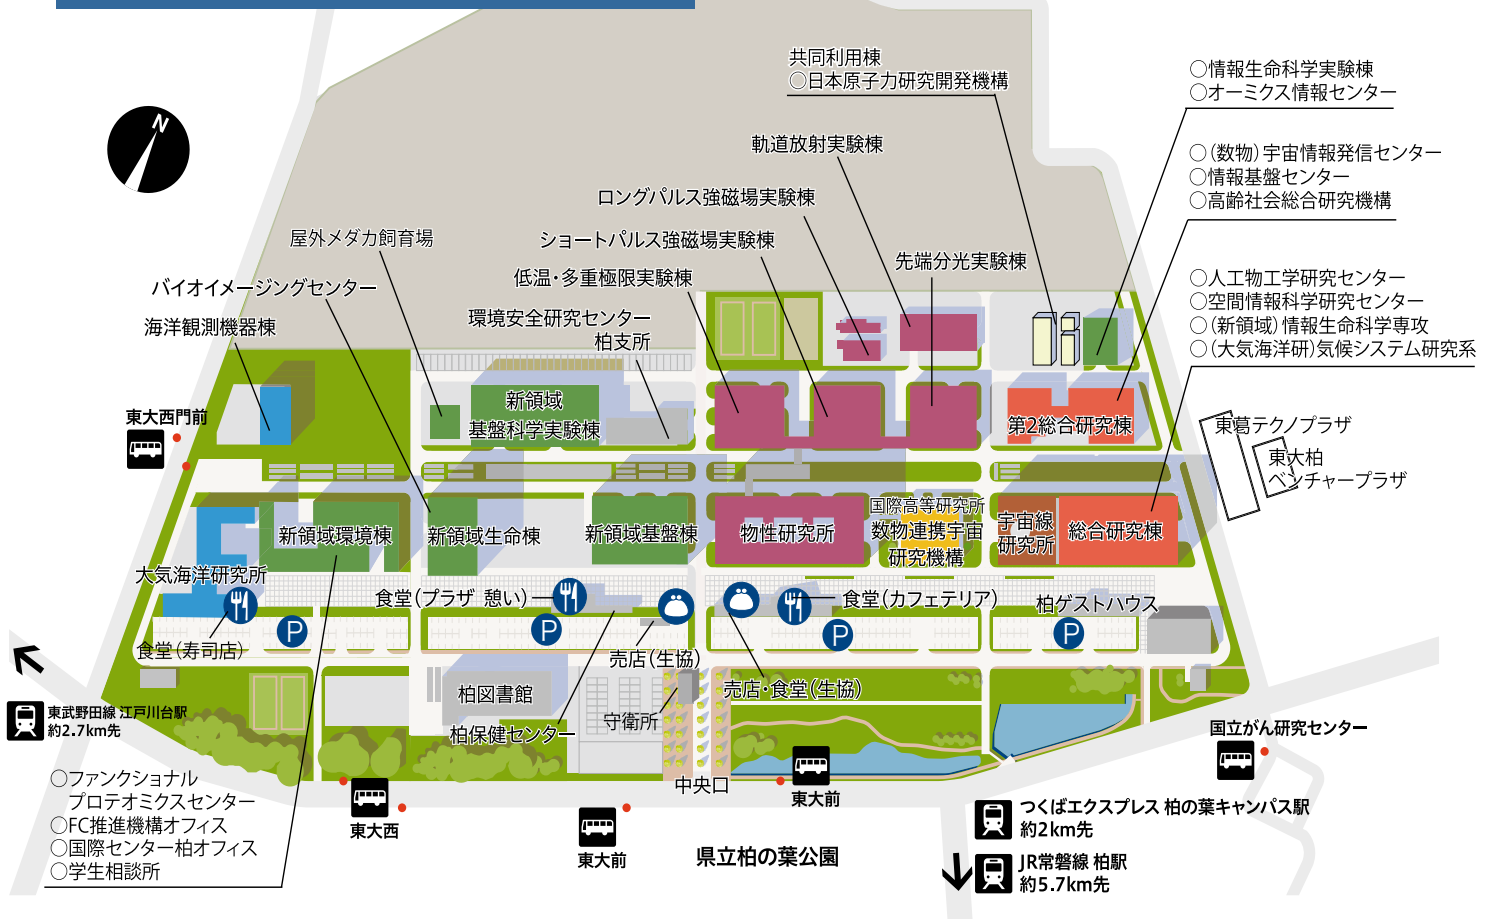 共同利用棟
○日本原子力研究開発機構
○情報生命科学実験棟
○オーミクス情報センター
N
軌道放射実験棟
○(数物)宇宙情報発信センター
○情報基盤センター
○高齢社会総合研究機構
ロングパルス強磁場実験棟
屋外メダカ飼育場
ショートパルス強磁場実験棟
先端分光実験棟
低温・多重極限実験棟
バイオイメージングセンター
○人工物工学研究センター
○空間情報科学研究センター
○(新領域)情報生命科学専攻
○(大気海洋研)気候システム研究系
海洋観測機器棟
環境安全研究センター
柏支所
新領域
基盤科学実験棟
東大西門前
第2総合研究棟
東葛テクノプラザ
東大柏
ベンチャープラザ
新領域環境棟
新領域生命棟
新領域基盤棟
物性研究所
国際高等研究所
数物連携宇宙
研究機構
宇宙線
研究所
総合研究棟
大気海洋研究所
食堂(プラザ 憩い)
食堂(カフェテリア)
柏ゲストハウス
P
P
P
P
食堂(寿司店)
売店(生協)
売店・食堂(生協)
柏図書館
守衛所
柏保健センター
東武野田線 江戸川台駅
約2.7km先
国立がん研究センター
中央口
○ファンクショナル
プロテオミクスセンター
○FC推進機構オフィス
○国際センター柏オフィス
○学生相談所
東大西
東大前
東大前
県立柏の葉公園
つくばエクスプレス 柏の葉キャンパス駅
約2km先
JR常磐線 柏駅
約5.7km先